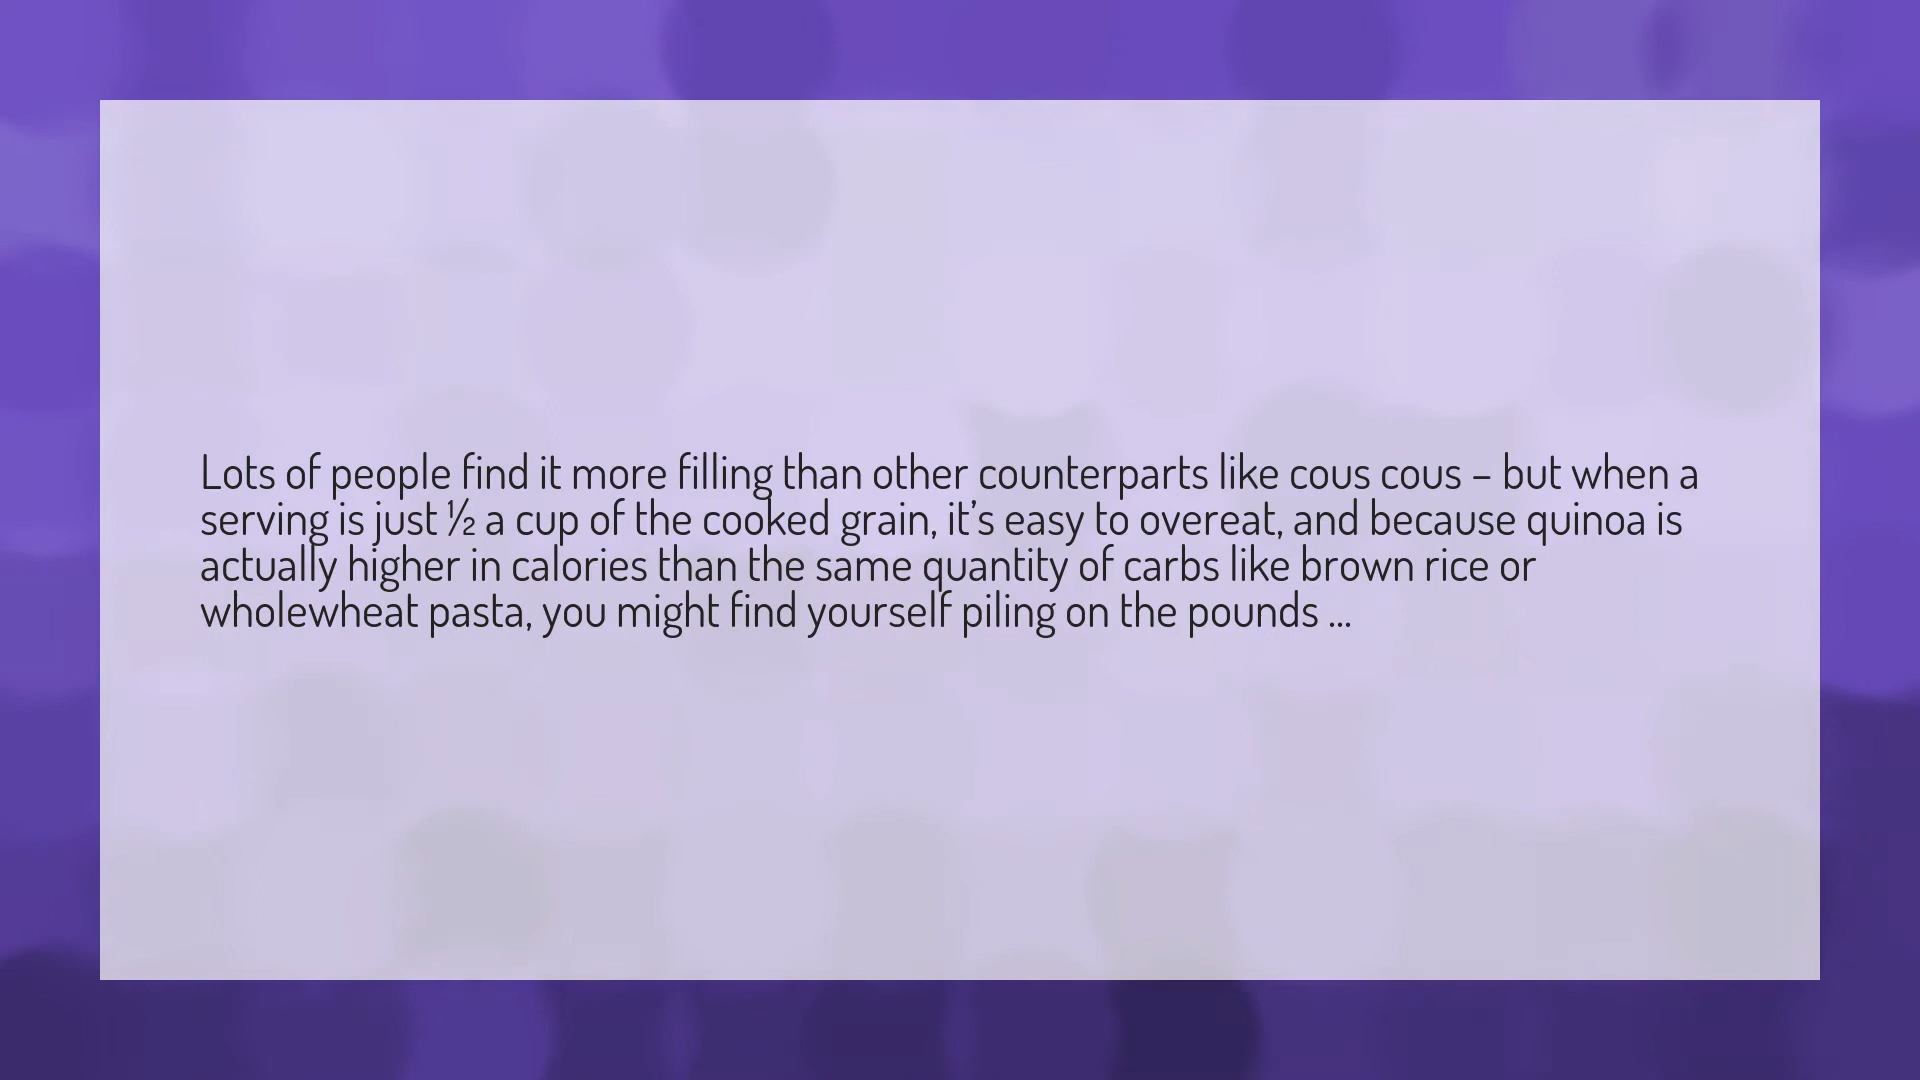 Lots of people find it more filling than other counterparts like cous cous – but when a
serving is just ½ a cup of the cooked grain, it’s easy to overeat, and because quinoa is
actually higher in calories than the same quantity of carbs like brown rice or
wholewheat pasta, you might find yourself piling on the pounds ...